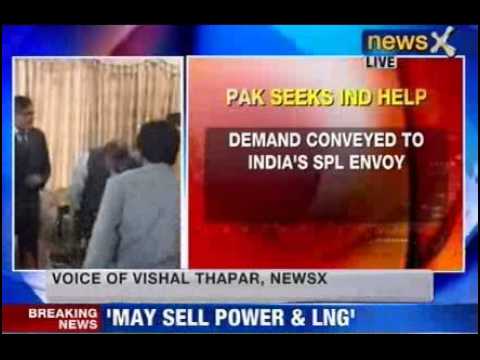 newsX
LIVE
PAK SEEKS IND HELP
DEMAND CONVEYED TO
INDIA'S SPL ENVOY
VOICE OF VISHAL THAPAR, NEWSX
BREAKING
NEWS
'MAY SELL POWER & LNG'